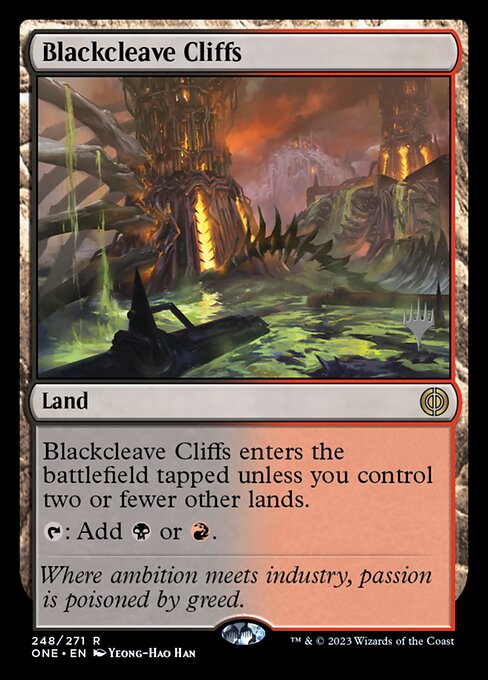 Blackcleave Cliffs
Land
Blackcleave Cliffs enters the
battlefield tapped unless you control
two or fewer other lands.
: Add or .
Where ambition meets industry, passion
is poisoned by greed.
248/271 R
ONE • EN Yeong-Hao Han
™ & © 2023 Wizards of the Coast